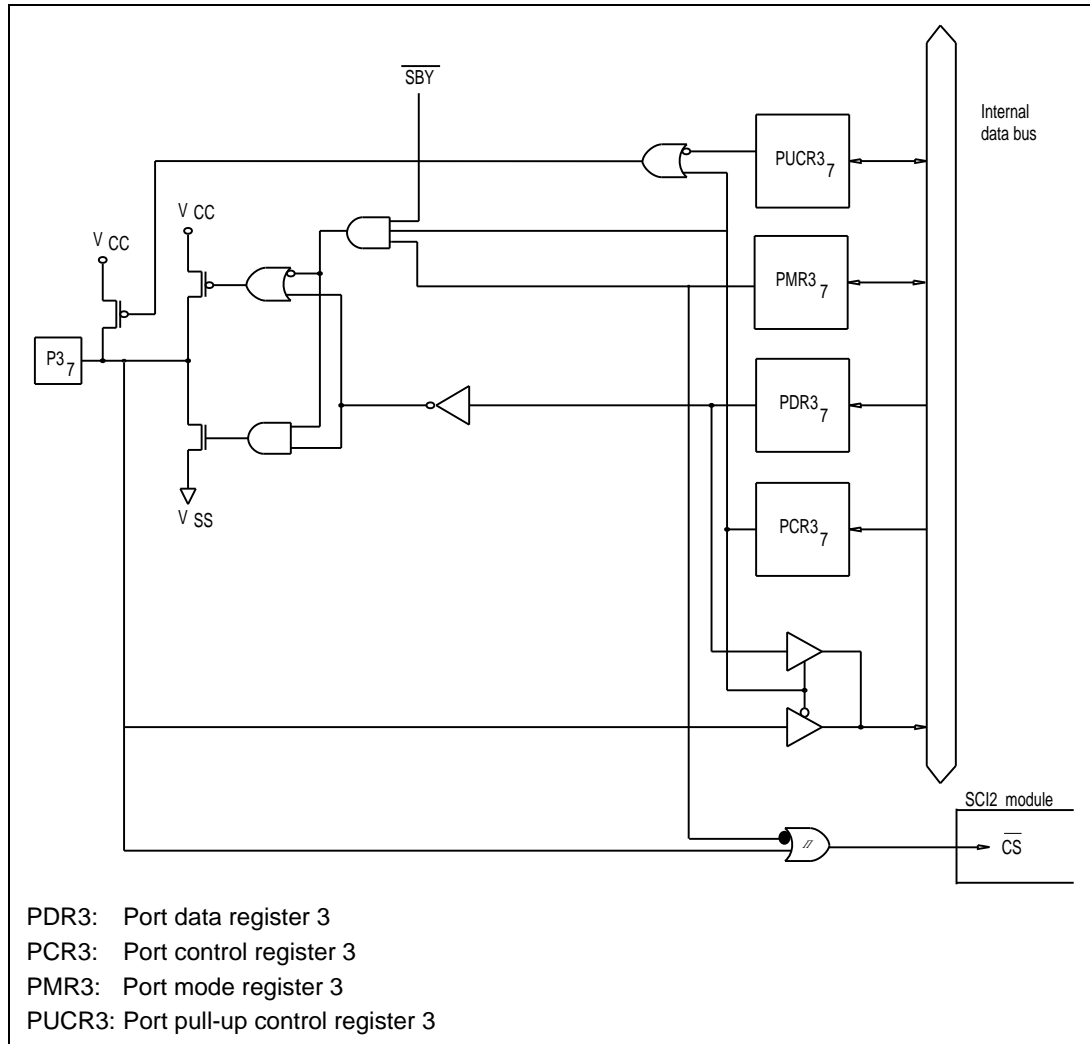 SBY
Internal
data bus
PUCR3 7
V CC
PMR3 7
V CC
P3 7
PDR3 7
V SS
PCR3 7
SCI2 module
CS
PDR3: Port data register 3
PCR3: Port control register 3
PMR3: Port mode register 3
PUCR3: Port pull-up control register 3